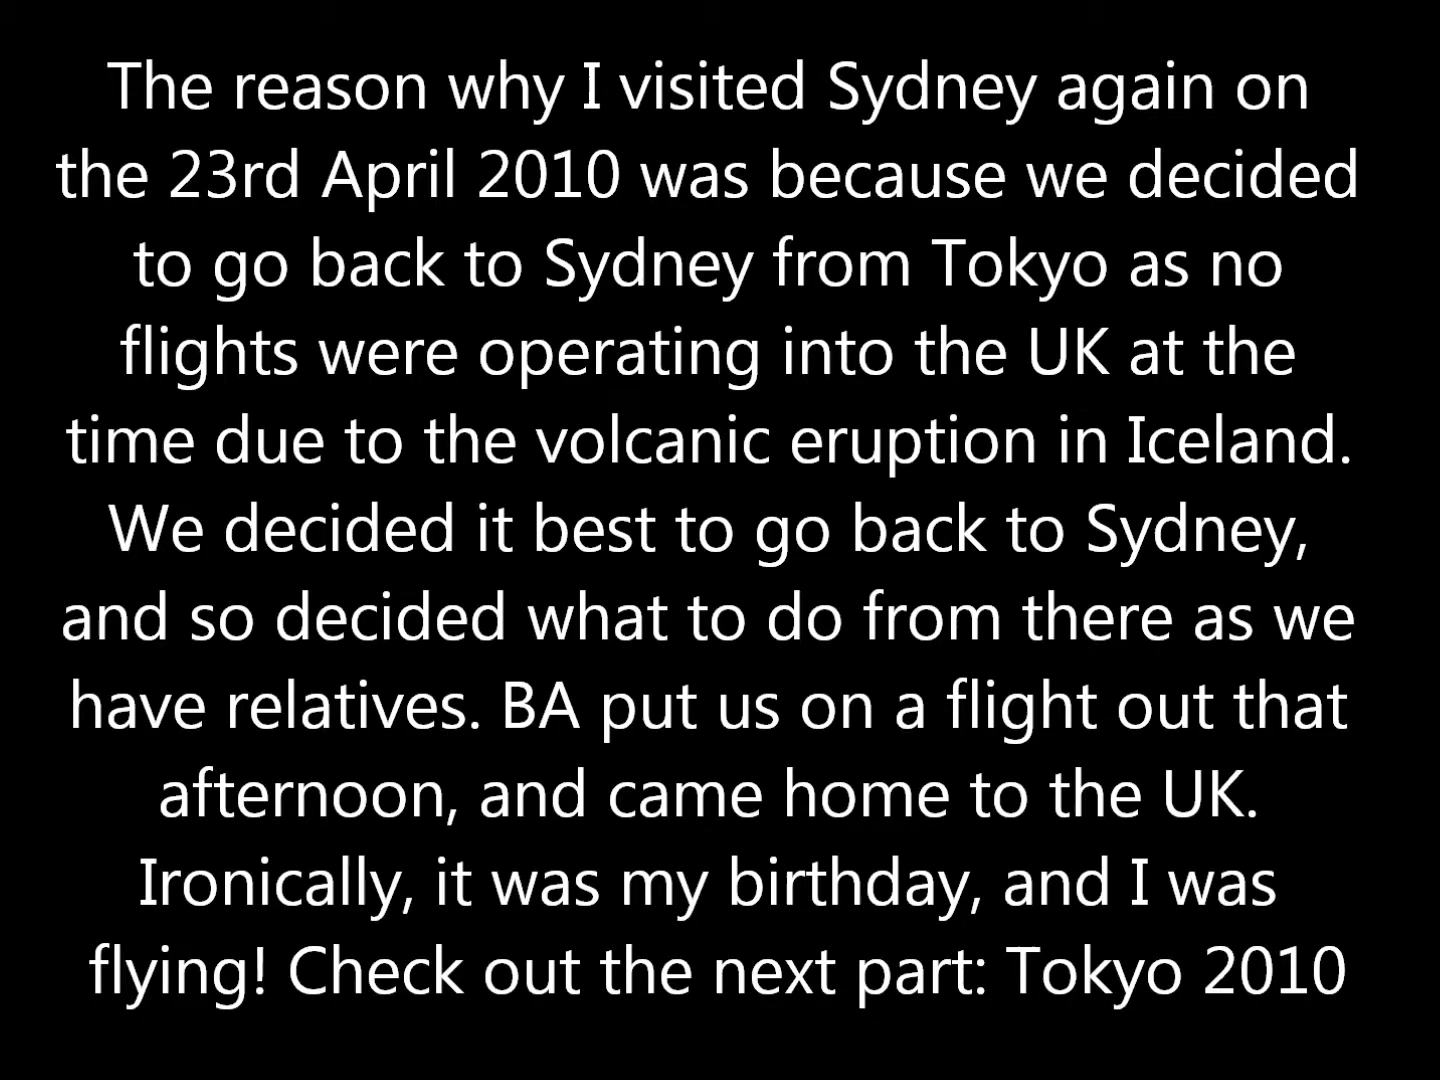 The reason why I visited Sydney again on
the 23rd April 2010 was because we decided
to go back to Sydney from Tokyo as no
flights were operating into the UK at the
time due to the volcanic eruption in Iceland.
We decided it best to go back to Sydney,
and so decided what to do from there as we
have relatives. BA put us on a flight out that
afternoon, and came home to the UK.
Ironically, it was my birthday, and I was
flying! Check out the next part: Tokyo 2010